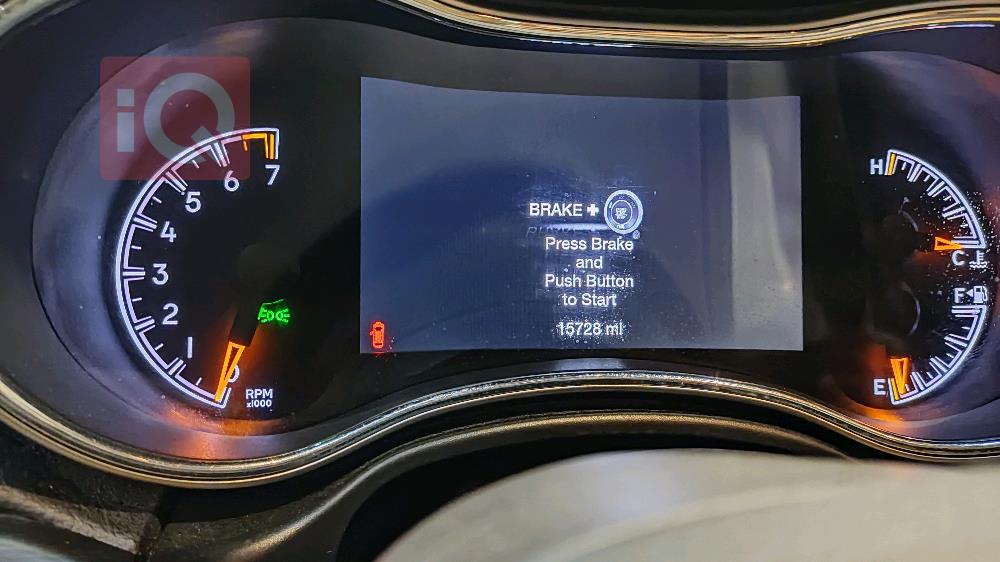 iQ
7
6
5
4
3
2
1
0
RPM
x1000
BRAKE +
Press Brake
and
Push Button
to Start
15728 mi
H
C
F
E